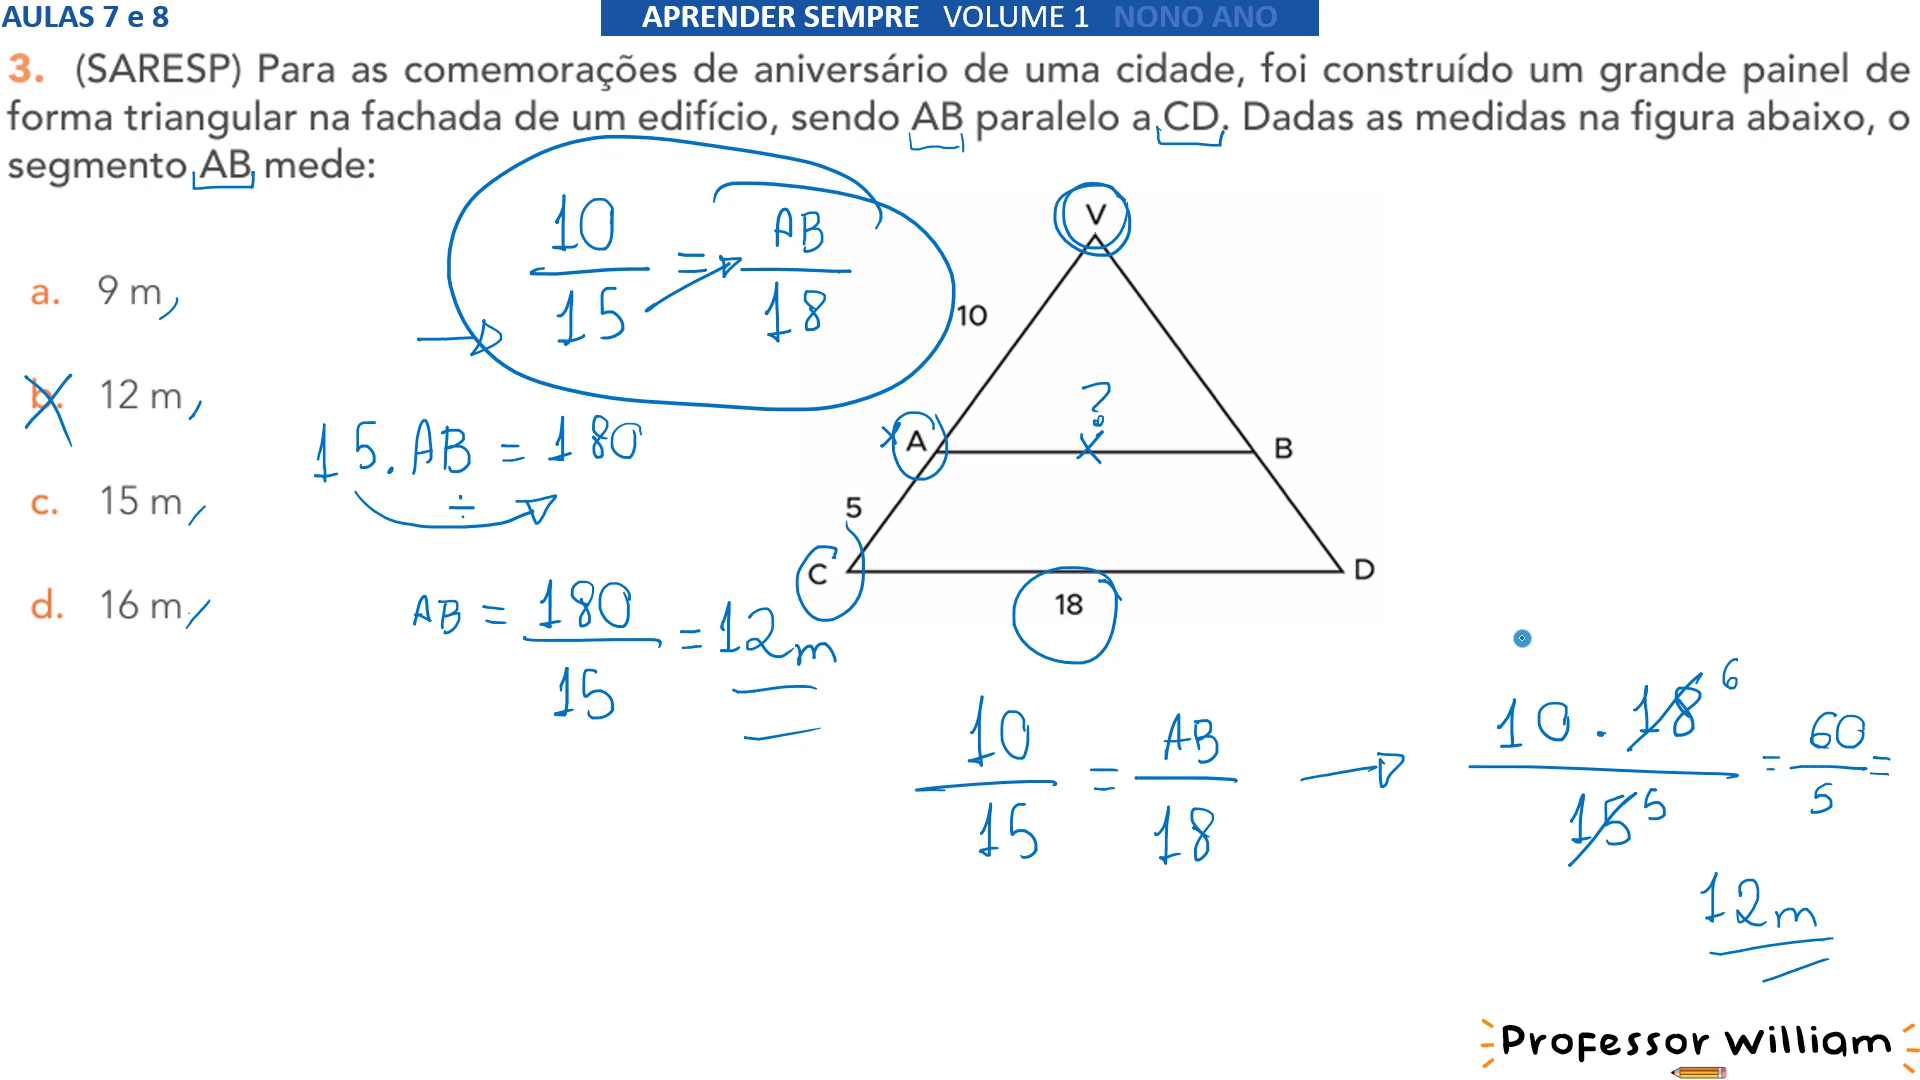 AULAS 7 e 8
APRENDER SEMPRE VOLUME 1 NONO ANO
3. (SARESP) Para as comemorações de aniversário de uma cidade, foi construído um grande painel de
forma triangular na fachada de um edifício, sendo AB paralelo a CD. Dadas as medidas na figura abaixo, o
segmento AB mede:
a. 9 m
b. 12 m
c. 15 m
d. 16 m
10/15 = AB/18
15.AB = 180
÷
AB = 180/15 = 12m
V
10
?
x
x A
B
5
C
D
18
10/15 = AB/18
10 . 18 6 / 15 5 = 60/5 =
12m
Professor William